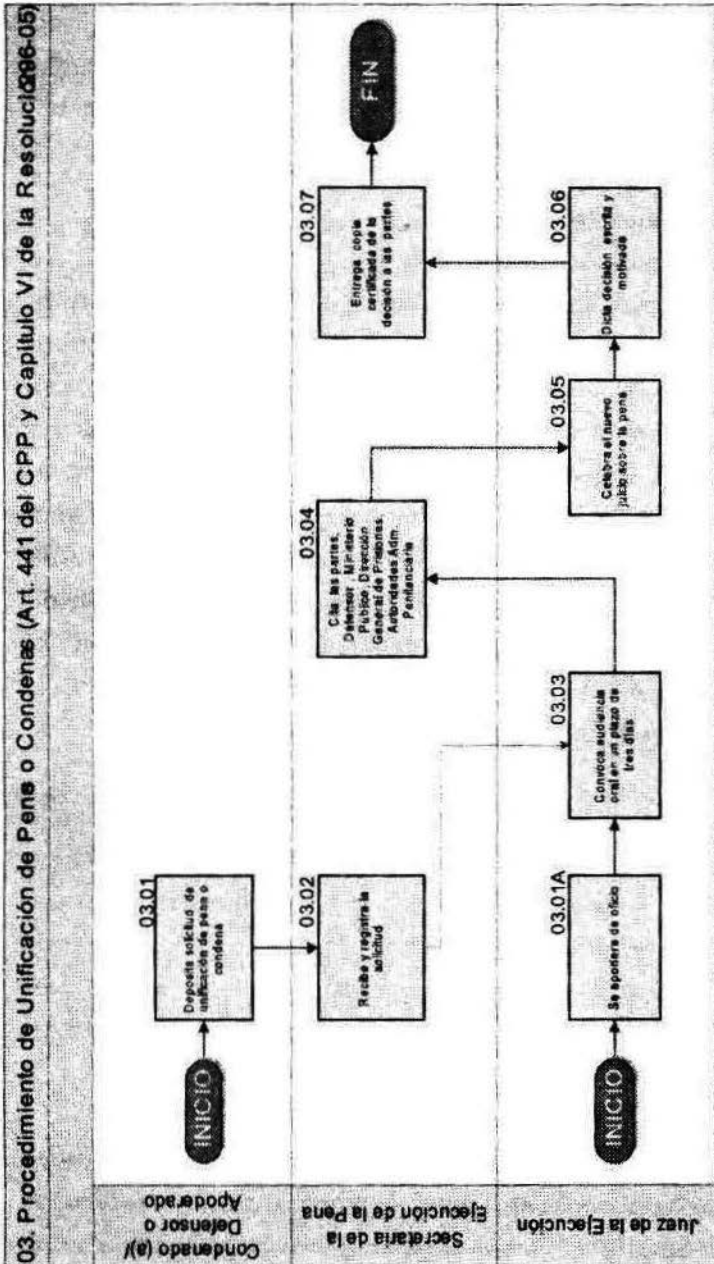 03. Procedimiento de Unificación de Pena o Condenas (Art. 441 del CPP y Capítulo VI de la Resolución 296-05)
Condenado (a)/
Defensor o
Apoderado
INICIO
03.01
Deposita solicitud de
unificación de pena o
condena
Secretaria de la
Ejecución de la Pena
03.02
Recibe y registra la
solicitud
03.04
Cita las partes,
Defensor, Ministerio
Público, Dirección
General de Prisiones,
Autoridades Adm.
Penitenciaria
03.07
Entrega copia
certificada de la
decisión a las partes
FIN
Juez de la Ejecución
INICIO
03.01A
Se apodera de oficio
03.03
Convoca audiencia
oral en un plazo de
tres días
03.05
Celebra el nuevo
juicio sobre la pena
03.06
Dicta decisión escrita y
motivada